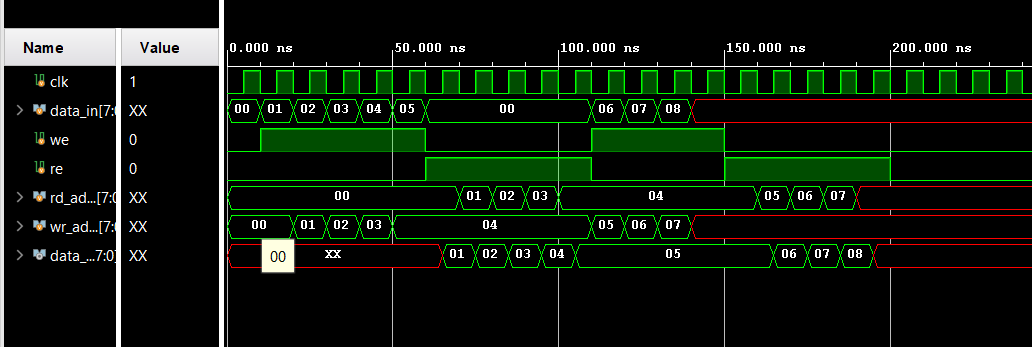 Name Value 0.000 ns 50.000 ns 100.000 ns 150.000 ns 200.000 ns
clk 1
data_in[7:0 XX 00 01 02 03 04 05 00 06 07 08
we 0
re 0
rd_ad...[7:0 XX 00 01 02 03 04 05 06 07
wr_ad...[7:0 XX 00 01 02 03 04 05 06 07
data_...7:0] XX 00 XX 01 02 03 04 05 06 07 08